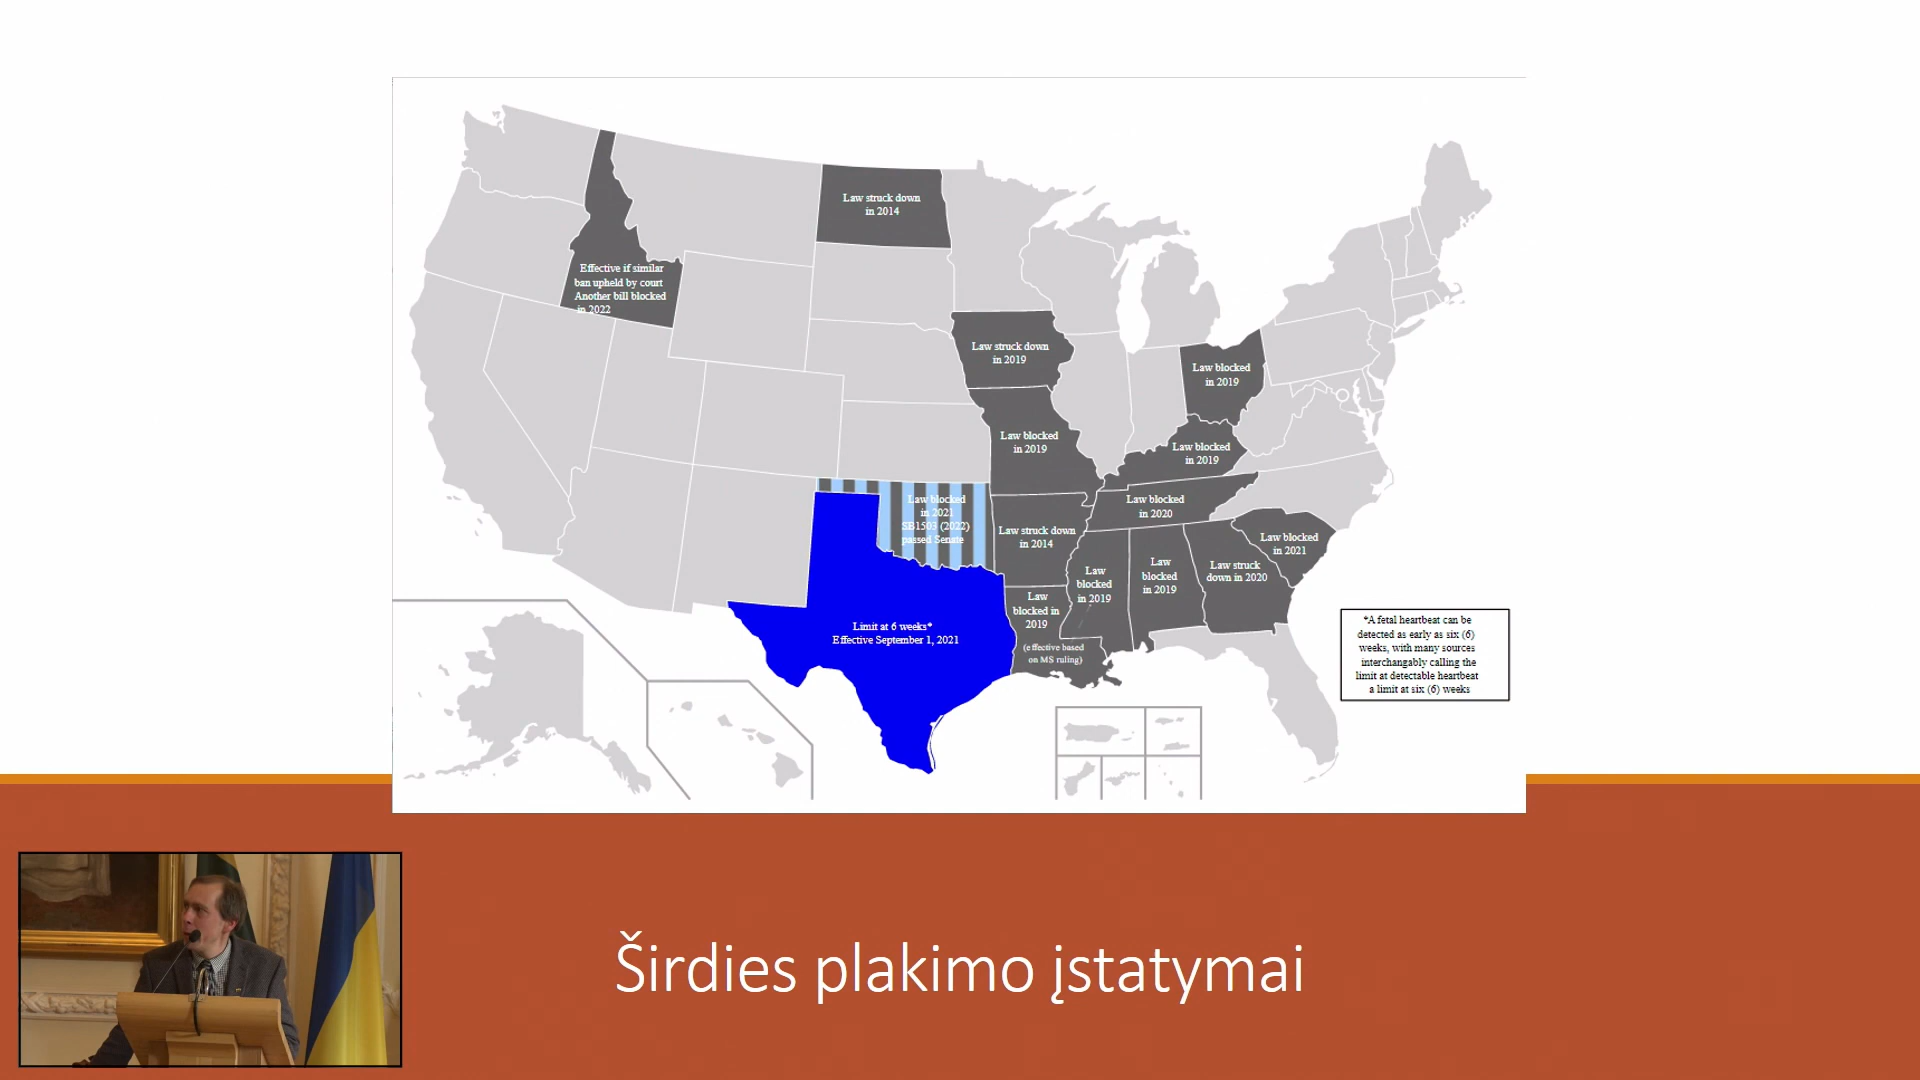 Law struck down
in 2014
Effective if similar
ban upheld by court
Another bill blocked
in 2022
Law struck down
in 2019
Law blocked
in 2019
Law blocked
in 2019
Law blocked
in 2019
Law blocked
in 2021
SB1503 (2022)
passed Senate
Law blocked
in 2020
Law struck down
in 2014
Law blocked
in 2021
Law
blocked
in 2019
Law
blocked
in 2019
Law struck
down in 2020
Law
blocked in
2019
(effective based
on MS ruling)
Limit at 6 weeks*
Effective September 1, 2021
*A fetal heartbeat can be
detected as early as six (6)
weeks, with many sources
interchangably calling the
limit at detectable heartbeat
a limit at six (6) weeks
Širdies plakimo įstatymai